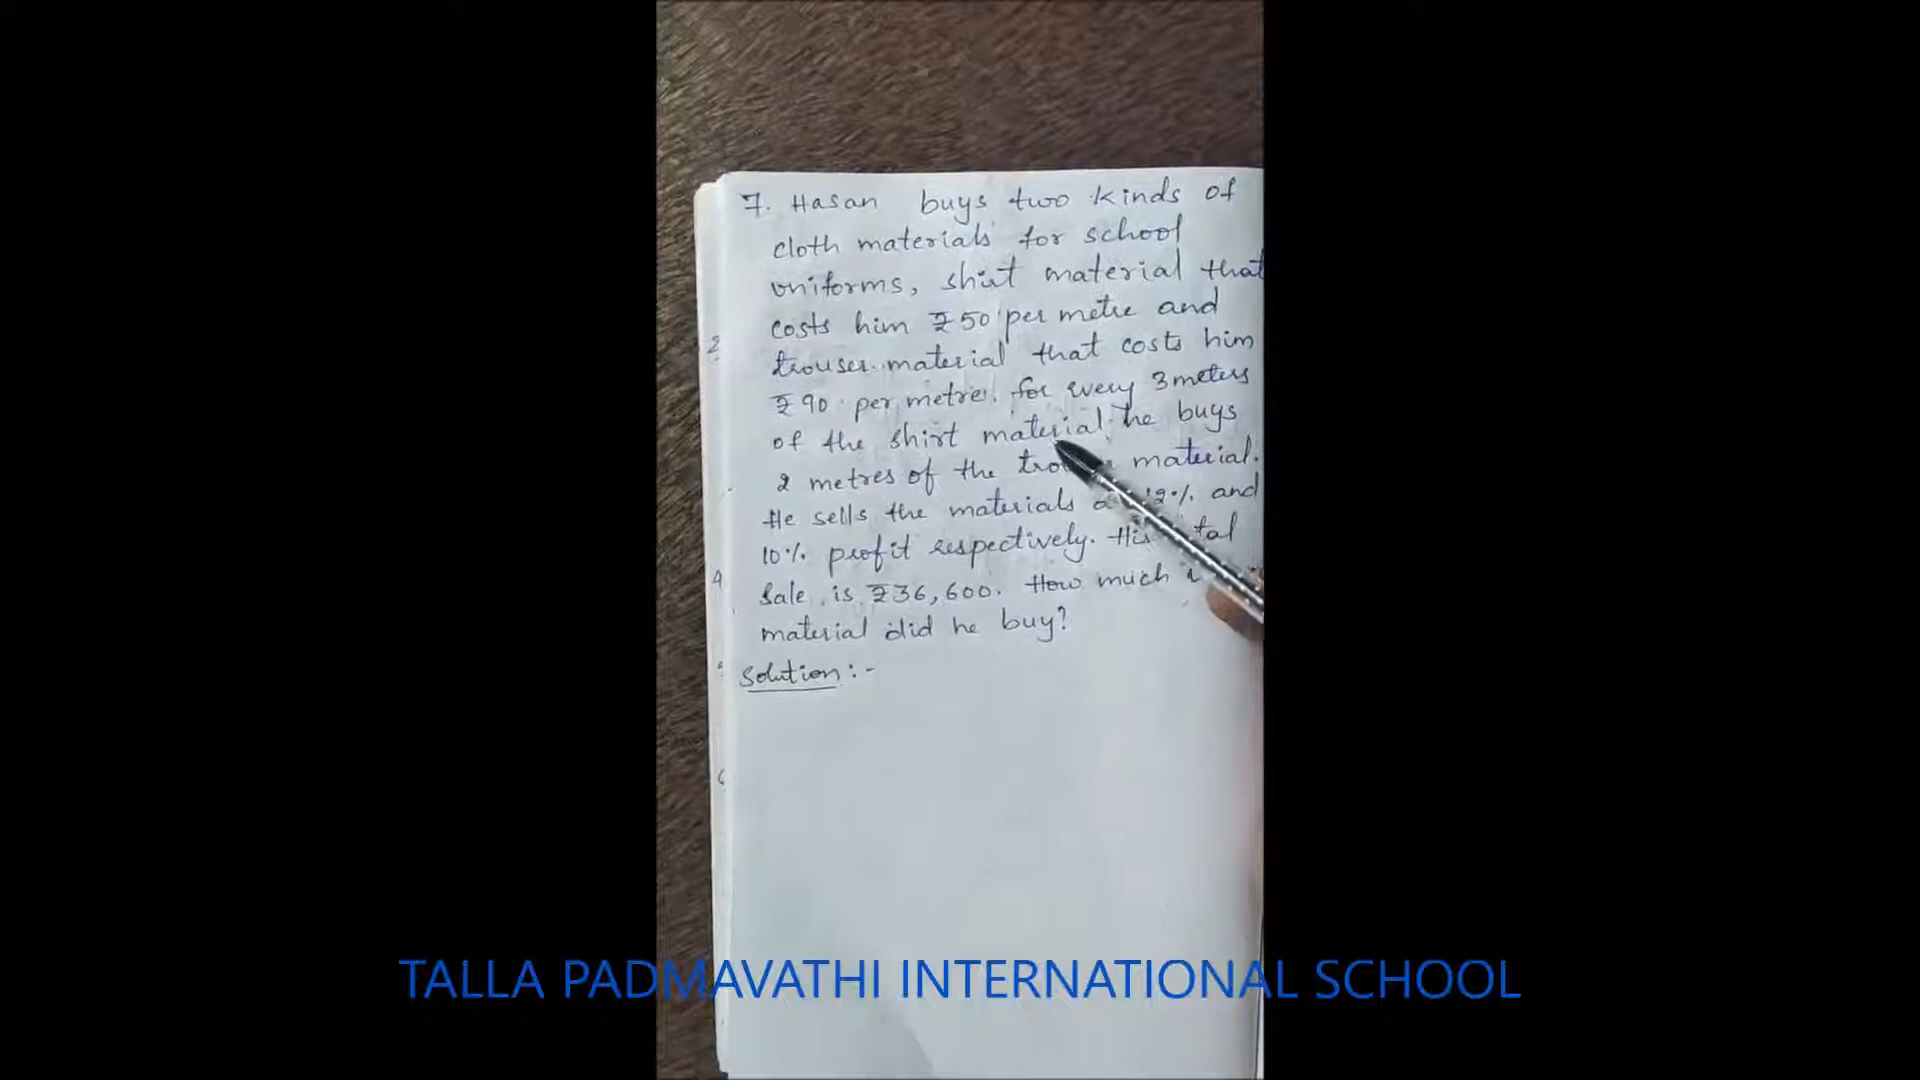 7. Hasan buys two kinds of
cloth materials for school
uniforms, shirt material that
costs him ₹50 per metre and
trouser material that costs him
₹90 per metre. for every 3 meters
of the shirt material he buys
2 metres of the material.
He sells the materials 12% and
10% profit respectively. His
Sale is ₹36,600. How much
material did he buy?
Solution:-
TALLA PADMAVATHI INTERNATIONAL SCHOOL